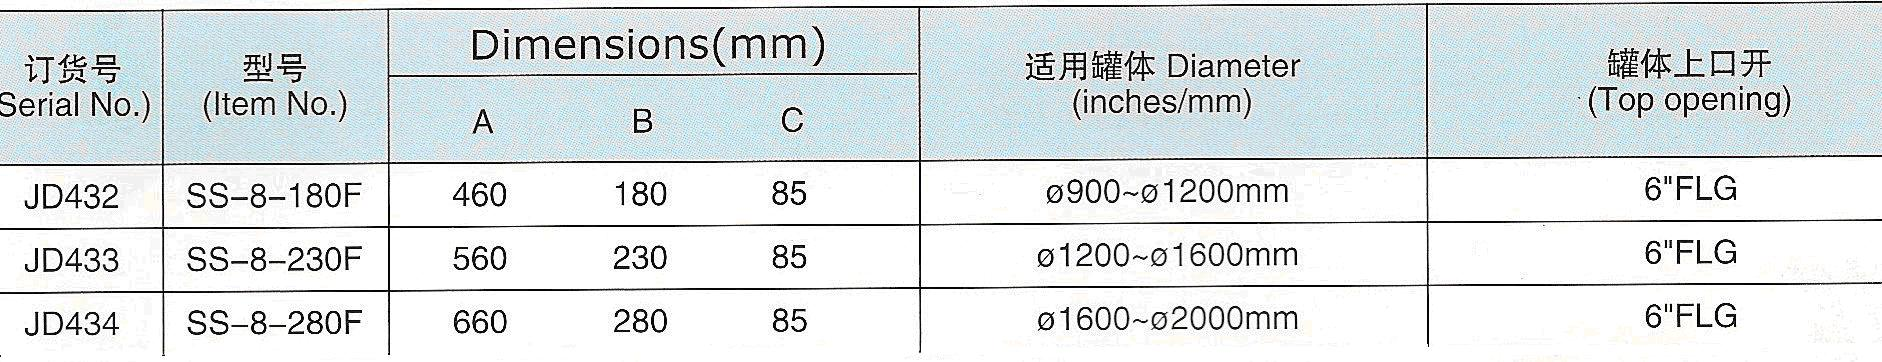 订货号 型号 Dimensions(mm) 适用罐体 Diameter 罐体上口开
Serial No.) (Item No.) A B C (inches/mm) (Top opening)
JD432 SS–8–180F 460 180 85 ø900~ø1200mm 6"FLG
JD433 SS–8–230F 560 230 85 ø1200~ø1600mm 6"FLG
JD434 SS–8–280F 660 280 85 ø1600~ø2000mm 6"FLG